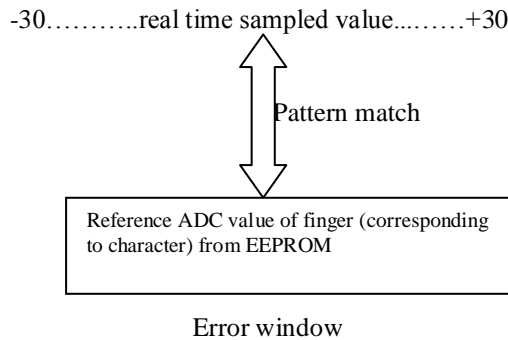 -30………..real time sampled value...……+30
Pattern match
Reference ADC value of finger (corresponding
to character) from EEPROM
Error window